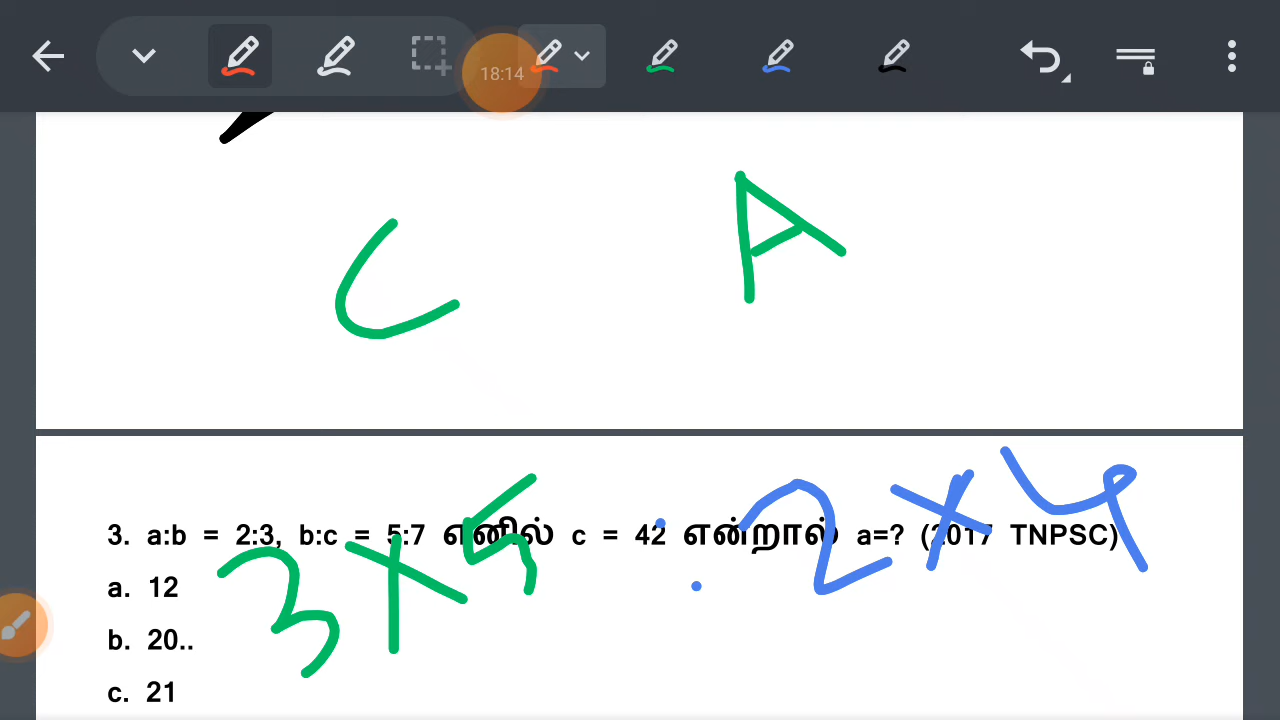 18:14
C A
3. a:b = 2:3, b:c = 5:7 எனில் c = 42 என்றால் a=? (2017 TNPSC)
3 x 5 : 2 x 4
a. 12
b. 20..
c. 21